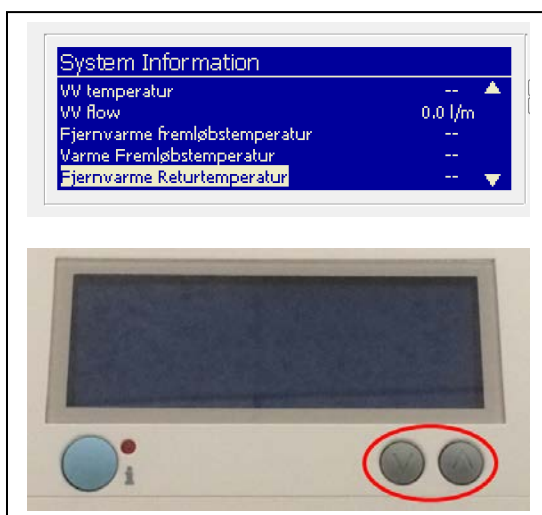 System Information
VV temperatur --
VV flow 0.0 l/m
Fjernvarme fremløbstemperatur --
Varme Fremløbstemperatur --
Fjernvarme Returtemperatur --